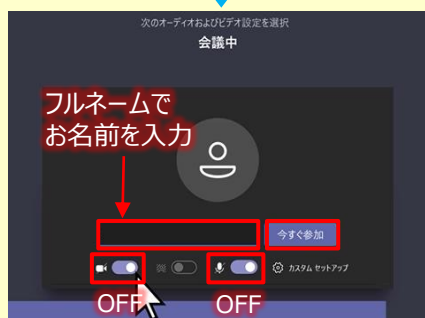 次のオーディオおよびビデオ設定を選択
会議中
フルネームで
お名前を入力
今すぐ参加
カスタム セットアップ
OFF
OFF